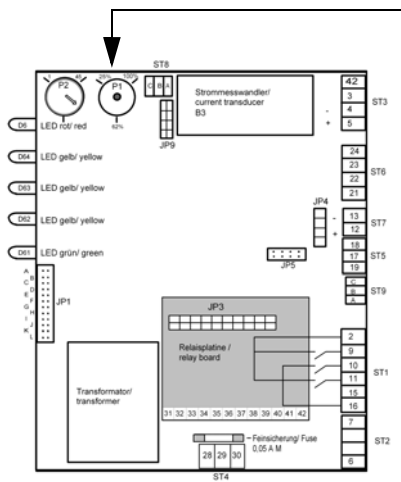 ST8
1 46
P2
25% 100%
P1
62%
C B A
JP9
Strommesswandler/
current transducer
B3
42
3
4
5
-
+
ST3
D6 LED rot/ red
D64 LED gelb/ yellow
D63 LED gelb/ yellow
D62 LED gelb/ yellow
D61 LED grün/ green
24
23
22
21
ST6
JP4
-
+
13
12
ST7
18
17
19
ST5
JP5
C
B
A
ST9
A
B
C
D
E
F
G
H
I
J
K
L
JP1
JP3
Relaisplatine /
relay board
31 32 33 34 35 36 37 38 39 40 41 42
2
9
10
11
15
16
ST1
Transformator/
transformer
Feinsicherung/ Fuse
0,05 A M
28 29 30
ST4
7
6
ST2